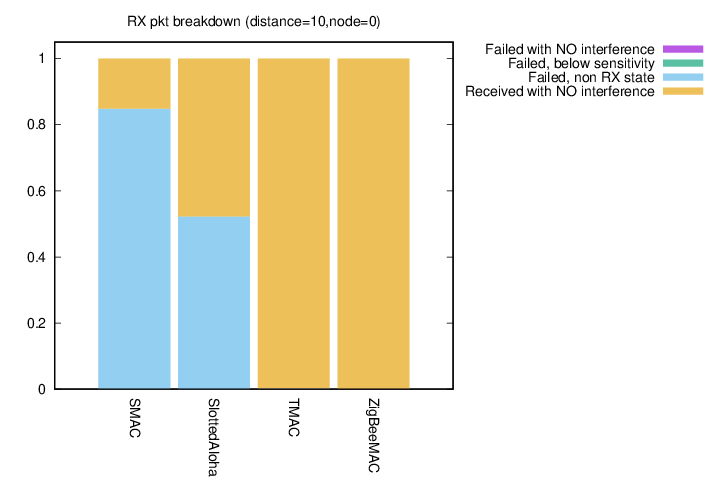 RX pkt breakdown (distance=10,node=0)
Failed with NO interference
Failed, below sensitivity
Failed, non RX state
Received with NO interference
1
0.8
0.6
0.4
0.2
0
SMAC
SlottedAloha
TMAC
ZigBeeMAC